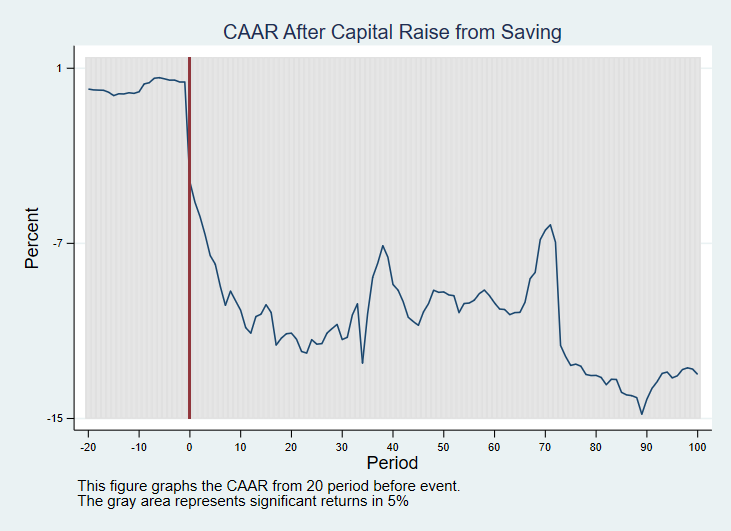 CAAR After Capital Raise from Saving
Percent
1
-7
-15
-20 -10 0 10 20 30 40 50 60 70 80 90 100
Period
This figure graphs the CAAR from 20 period before event.
The gray area represents significant returns in 5%